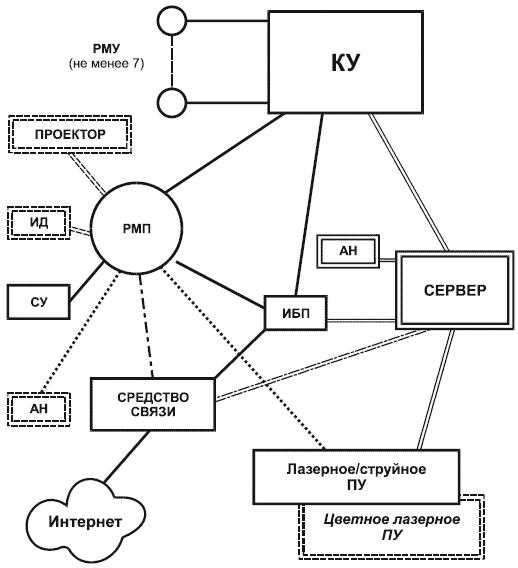 РМУ
(не менее 7)
КУ
ПРОЕКТОР
ИД
РМП
АН
СЕРВЕР
СУ
ИБП
АН
СРЕДСТВО
СВЯЗИ
Лазерное/струйное
ПУ
Интернет
Цветное лазерное
ПУ